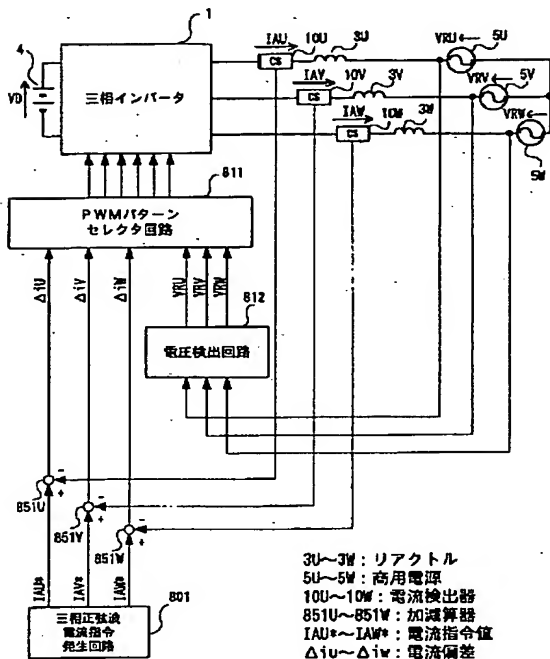 1
4
VD
三相インバータ
IAU
10U
3U
VRU
5U
CS
IAV
10V
3V
VRV
5V
CS
IAW
10W
3W
VRW
5W
CS
811
PWMパターン
セレクタ回路
ΔiU
ΔiV
ΔiW
VRU
VRV
VRW
812
電圧検出回路
851U
-
+
851V
-
+
851W
-
+
IAU*
IAV*
IAW*
三相正弦波
電流指令
発生回路
801
3U~3W:リアクトル
5U~5W:商用電源
10U~10W:電流検出器
851U~851W:加減算器
IAU*~IAW*:電流指令値
Δiu~Δiw:電流偏差